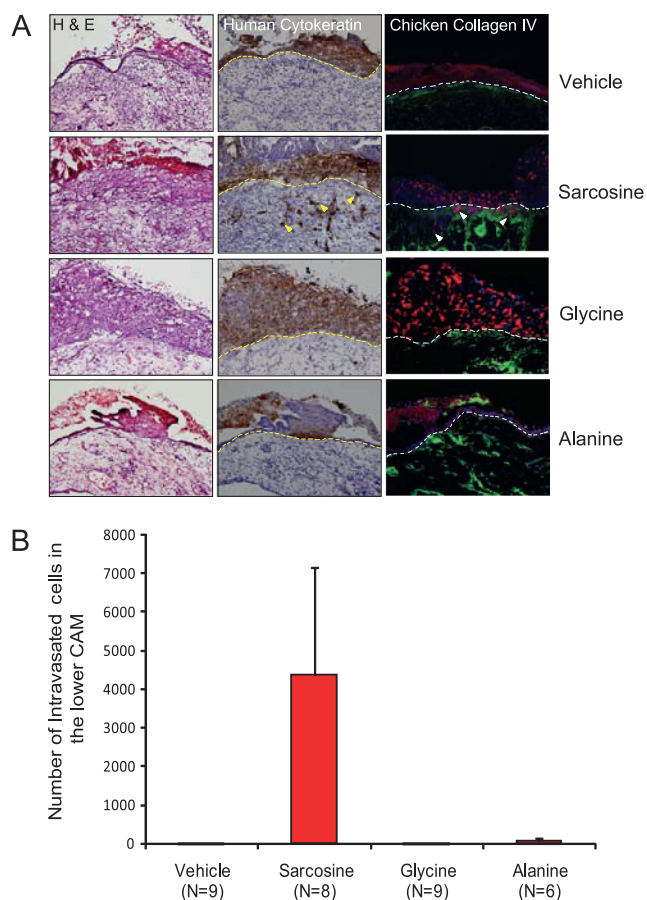 A
H & E
Human Cytokeratin
Chicken Collagen IV
Vehicle
Sarcosine
Glycine
Alanine
B
Number of Intravasated cells in
the lower CAM
8000
7000
6000
5000
4000
3000
2000
1000
0
Vehicle
(N=9)
Sarcosine
(N=8)
Glycine
(N=9)
Alanine
(N=6)